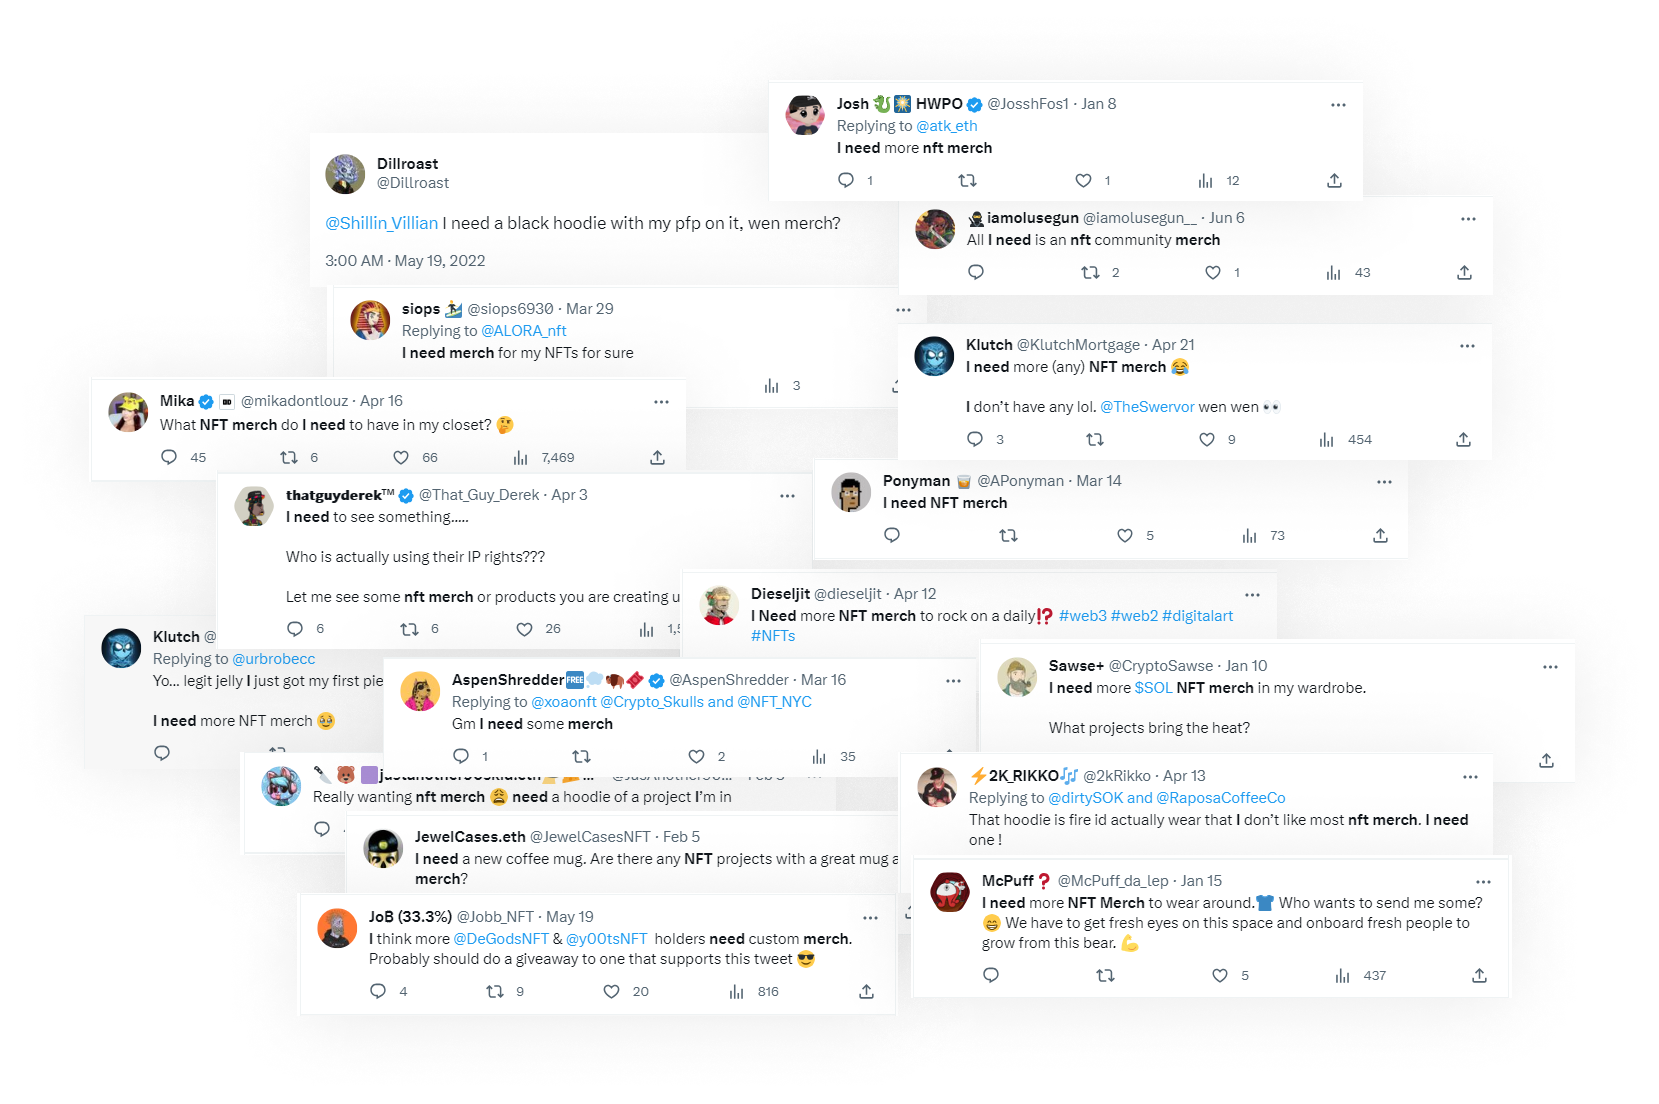 Josh 🐉🎇 HWPO @JosshFos1 · Jan 8
Replying to @atk_eth
I need more nft merch
1 1 12
Dillroast
@Dillroast
@Shillin_Villian I need a black hoodie with my pfp on it, wen merch?
3:00 AM · May 19, 2022
🥷iamolusegun @iamolusegun__ · Jun 6
All I need is an nft community merch
2 1 43
siops 🏄 @siops6930 · Mar 29
Replying to @ALORA_nft
I need merch for my NFTs for sure
3
Klutch @KlutchMortgage · Apr 21
I need more (any) NFT merch 😂
I don’t have any lol. @TheSwervor wen wen 👀
3 9 454
Mika @mikadontlouz · Apr 16
What NFT merch do I need to have in my closet? 🤔
45 6 66 7,469
thatguyderek™ @That_Guy_Derek · Apr 3
I need to see something.....
Who is actually using their IP rights???
Let me see some nft merch or products you are creating
6 6 26
Ponyman 🥃 @APonyman · Mar 14
I need NFT merch
5 73
Dieseljit @dieseljit · Apr 12
I Need more NFT merch to rock on a daily⁉️ #web3 #web2 #digitalart
#NFTs
Klutch @
Replying to @urbrobecc
Yo... legit jelly I just got my first
I need more NFT merch 🥹
AspenShredder🆓💨🦬🎟️ @AspenShredder · Mar 16
Replying to @xoaonft @Crypto_Skulls and @NFT_NYC
Gm I need some merch
1 2 35
Sawse+ @CryptoSawse · Jan 10
I need more $SOL NFT merch in my wardrobe.
What projects bring the heat?
Really wanting nft merch 😩 need a hoodie of a project I’m in
⚡2K_RIKKO🎶 @2kRikko · Apr 13
Replying to @dirtySOK and @RaposaCoffeeCo
That hoodie is fire id actually wear that I don’t like most nft merch. I need
one !
JewelCases.eth @JewelCasesNFT · Feb 5
I need a new coffee mug. Are there any NFT projects with a great mug a
merch?
McPuff❓ @McPuff_da_lep · Jan 15
I need more NFT Merch to wear around.👕 Who wants to send me some?
😁 We have to get fresh eyes on this space and onboard fresh people to
grow from this bear. 💪
5 437
JoB (33.3%) @Jobb_NFT · May 19
I think more @DeGodsNFT & @y00tsNFT holders need custom merch.
Probably should do a giveaway to one that supports this tweet 😎
4 9 20 816